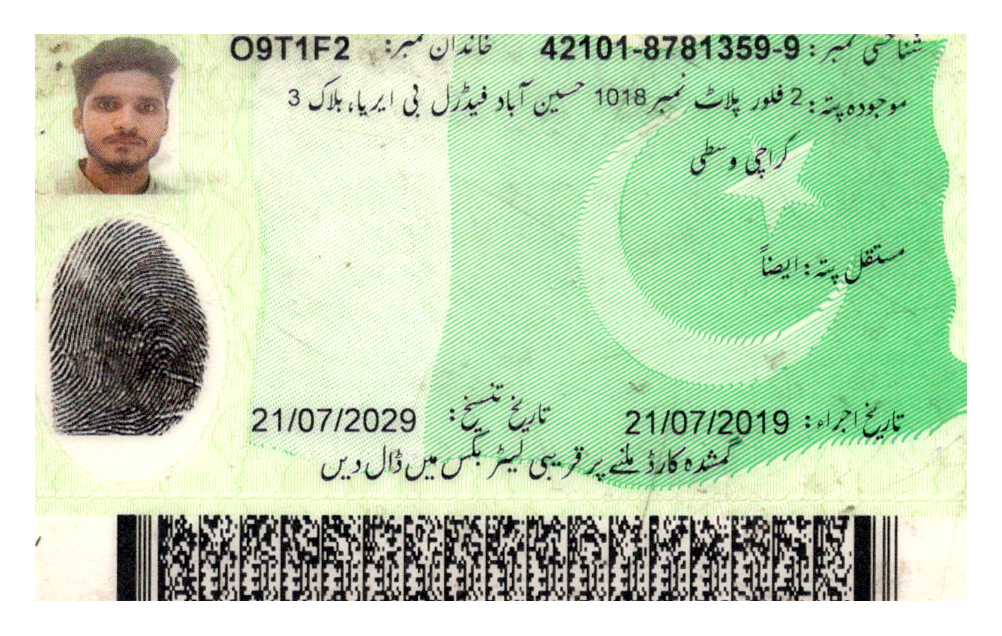 شناختی نمبر: 42101-8781359-9 خاندان نمبر: O9T1F2
موجودہ پتہ: 2 فلور پلاٹ نمبر 1018 حسین آباد فیڈرل بی ایریا، بلاک 3
کراچی وسطی
مستقل پتہ: ایضاً
تاریخ اجراء: 21/07/2019 تاریخ تنسیخ: 21/07/2029
گمشدہ کارڈ ملنے پر قریبی لیٹر بکس میں ڈال دیں